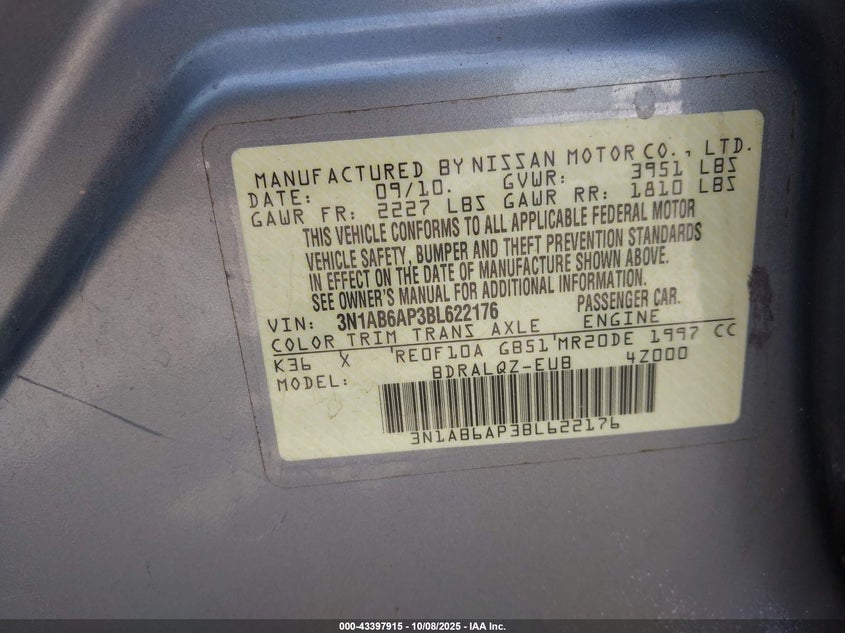 MANUFACTURED BY NISSAN MOTOR CO., LTD.
DATE: 09/10. GVWR: 3951 LBS
GAWR FR: 2227 LBS GAWR RR: 1810 LBS
THIS VEHICLE CONFORMS TO ALL APPLICABLE FEDERAL MOTOR
VEHICLE SAFETY, BUMPER AND THEFT PREVENTION STANDARDS
IN EFFECT ON THE DATE OF MANUFACTURE SHOWN ABOVE.
SEE OWNER'S MANUAL FOR ADDITIONAL INFORMATION.
VIN: 3N1AB6AP3BL622176 PASSENGER CAR.
COLOR TRIM TRANS AXLE ENGINE
K36 X RE0F10A GB51 MR20DE 1997 CC
MODEL: BDRALQZ-EUB 4Z000
3N1AB6AP3BL622176
000-43397915 - 10/08/2025 - IAA Inc.